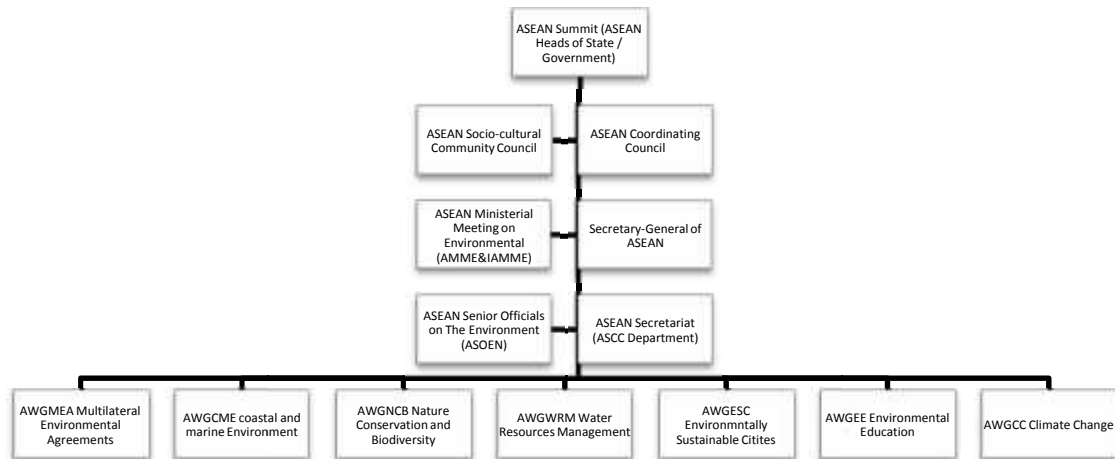 ASEAN Summit (ASEAN
Heads of State /
Government)
ASEAN Socio-cultural
Community Council
ASEAN Coordinating
Council
ASEAN Ministerial
Meeting on
Environmental
(AMME&IAMME)
Secretary-General of
ASEAN
ASEAN Senior Officials
on The Environment
(ASOEN)
ASEAN Secretariat
(ASCC Department)
AWGMEA Multilateral
Environmental
Agreements
AWGCME coastal and
marine Environment
AWGNCB Nature
Conservation and
Biodiversity
AWGWRM Water
Resources Management
AWGESC
Environmntally
Sustainable Citites
AWGEE Environmental
Education
AWGCC Climate Change